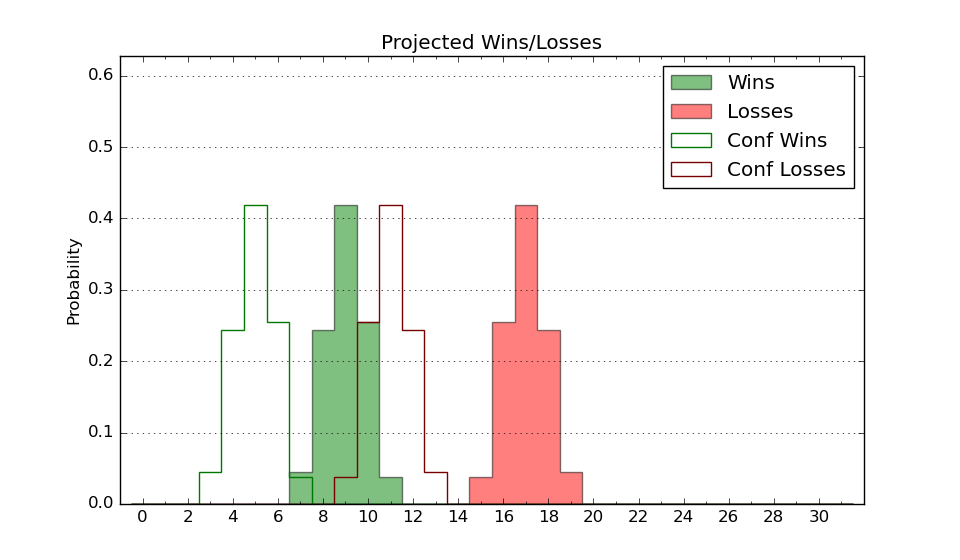 Projected Wins/Losses
0.6
0.5
0.4
0.3
0.2
0.1
0.0
Probability
Wins
Losses
Conf Wins
Conf Losses
0 2 4 6 8 10 12 14 16 18 20 22 24 26 28 30